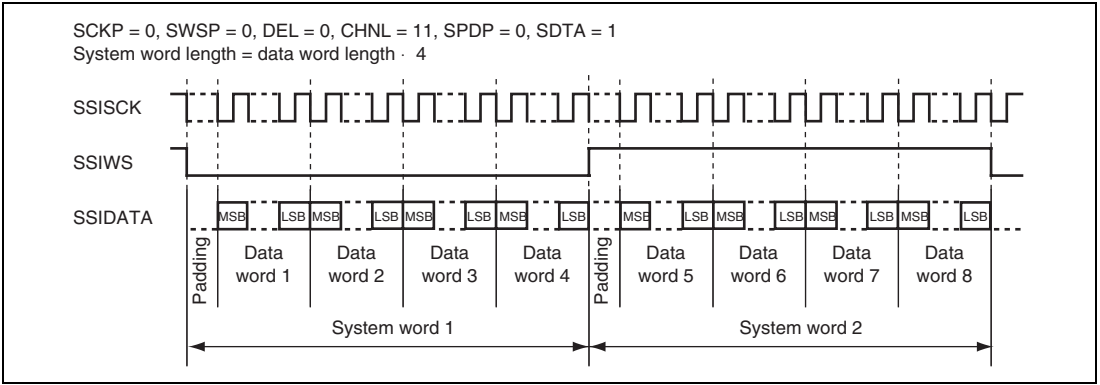 SCKP = 0, SWSP = 0, DEL = 0, CHNL = 11, SPDP = 0, SDTA = 1
System word length = data word length · 4
SSISCK
SSIWS
SSIDATA
MSB LSB MSB LSB MSB LSB MSB LSB MSB LSB MSB LSB MSB LSB MSB LSB
Padding
Data word 1
Data word 2
Data word 3
Data word 4
Padding
Data word 5
Data word 6
Data word 7
Data word 8
System word 1
System word 2